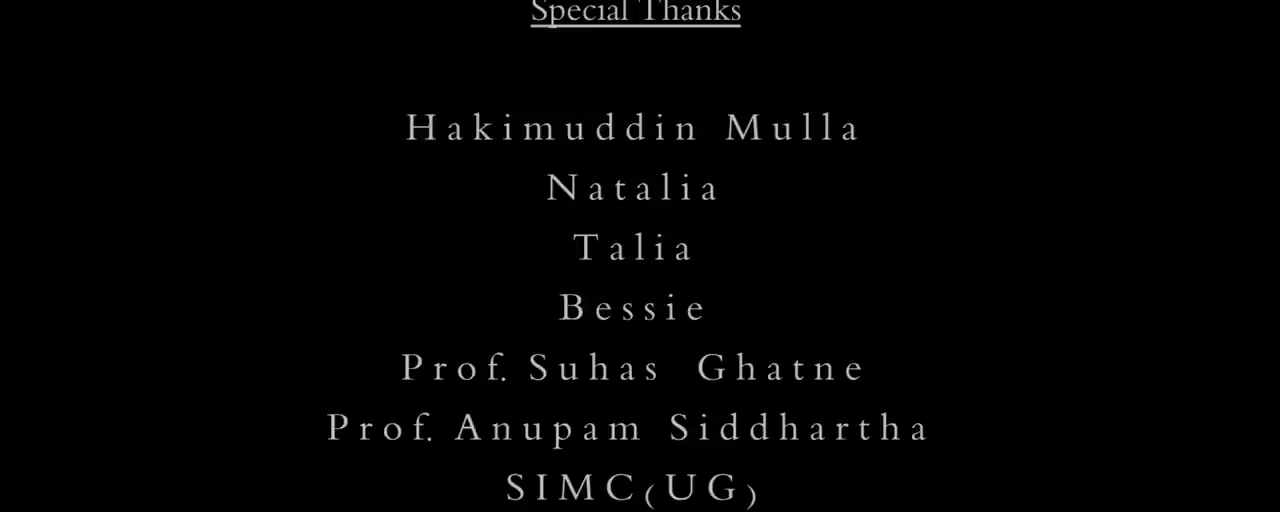 Special Thanks
Hakimuddin Mulla
Natalia
Talia
Bessie
Prof. Suhas Ghatne
Prof. Anupam Siddhartha
SIMC(UG)